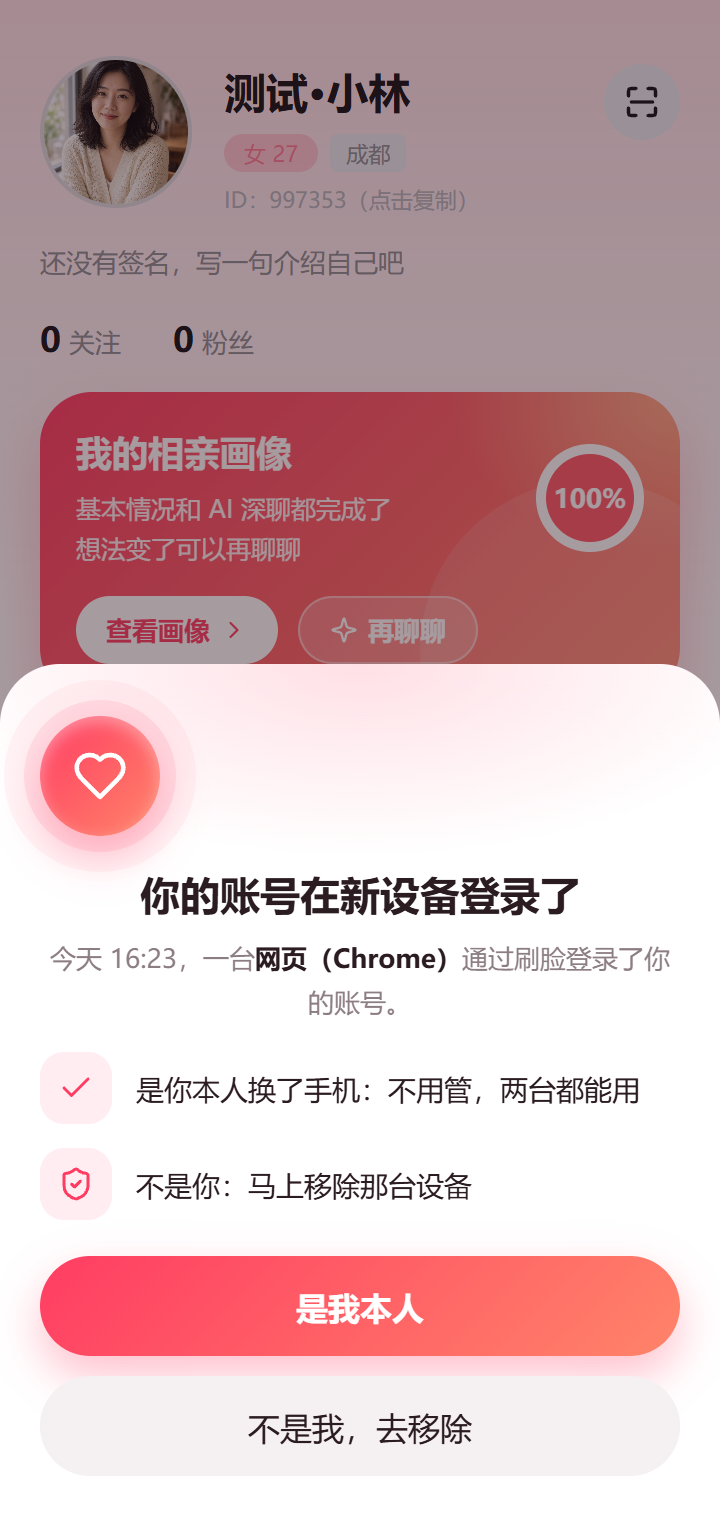 测试•小林
女 27
成都
ID：997353（点击复制）
还没有签名，写一句介绍自己吧
0 关注
0 粉丝
我的相亲画像
基本情况和 AI 深聊都完成了
想法变了可以再聊聊
100%
查看画像
再聊聊
你的账号在新设备登录了
今天 16:23，一台网页（Chrome）通过刷脸登录了你
的账号。
是你本人换了手机：不用管，两台都能用
不是你：马上移除那台设备
是我本人
不是我，去移除